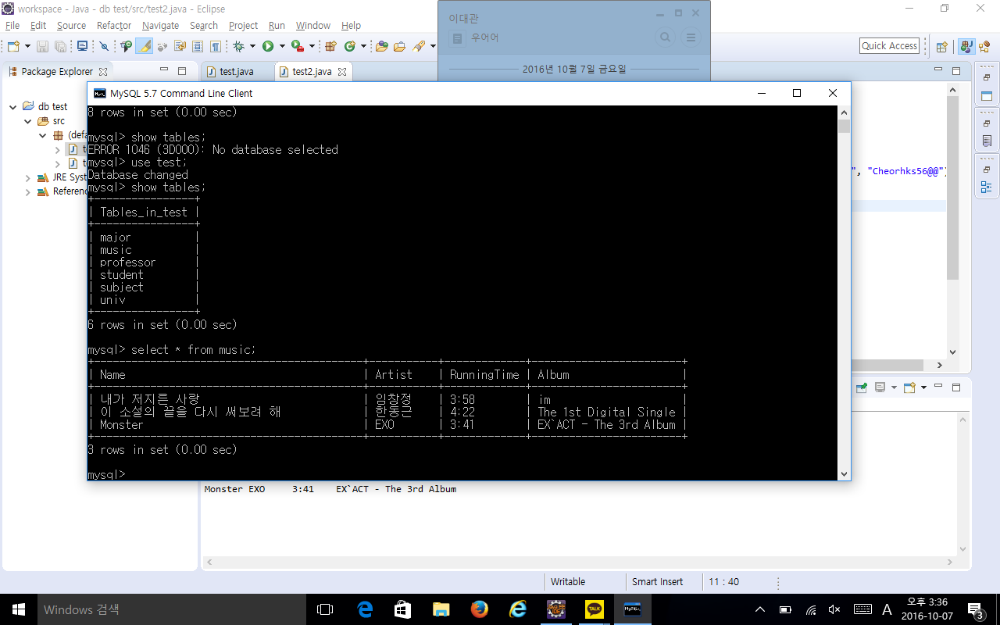 workspace - Java - db test/src/test2.java - Eclipse
이대관
File Edit Source Refactor Navigate Search Project Run Window Help
우어어
Quick Access
2016년 10월 7일 금요일
Package Explorer
test.java
test2.java
MySQL 5.7 Command Line Client
db test
src
(defa
JRE Syst
Referenc
", "Cheorhks56@@"
8 rows in set (0.00 sec)
mysql> show tables;
ERROR 1046 (3D000): No database selected
mysql> use test;
Database changed
mysql> show tables;
+----------------+
| Tables_in_test |
+----------------+
| major |
| music |
| professor |
| student |
| subject |
| univ |
+----------------+
6 rows in set (0.00 sec)
mysql> select * from music;
| Name | Artist | RunningTime | Album |
| 내가 저지른 사랑 | 임창정 | 3:58 | im |
| 이 소설의 끝을 다시 써보려 해 | 한동근 | 4:22 | The 1st Digital Single |
| Monster | EXO | 3:41 | EX`ACT - The 3rd Album |
3 rows in set (0.00 sec)
mysql>
Monster EXO 3:41 EX`ACT - The 3rd Album
Writable Smart Insert 11 : 40
Windows 검색
Java EE IDE
TALK
MySQL
A
오후 3:36
2016-10-07
3